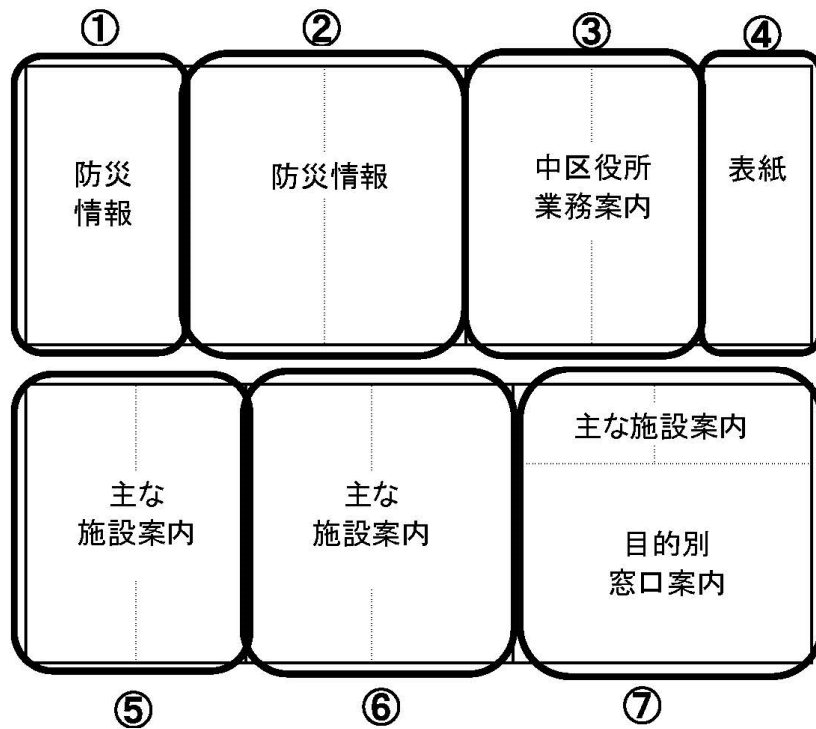 ①
②
③
④
防災
情報
防災情報
中区役所
業務案内
表紙
主な
施設案内
主な
施設案内
主な施設案内
目的別
窓口案内
⑤
⑥
⑦